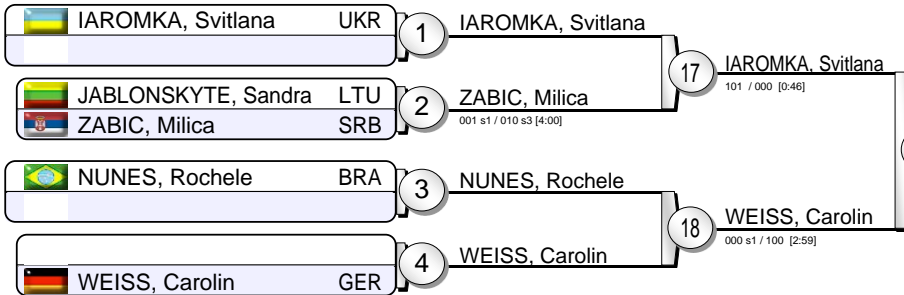 IAROMKA, Svitlana UKR
1
IAROMKA, Svitlana
JABLONSKYTE, Sandra LTU
ZABIC, Milica SRB
2
ZABIC, Milica
001 s1 / 010 s3 [4:00]
17
IAROMKA, Svitlana
101 / 000 [0:46]
NUNES, Rochele BRA
3
NUNES, Rochele
WEISS, Carolin GER
4
WEISS, Carolin
18
WEISS, Carolin
000 s1 / 100 [2:59]